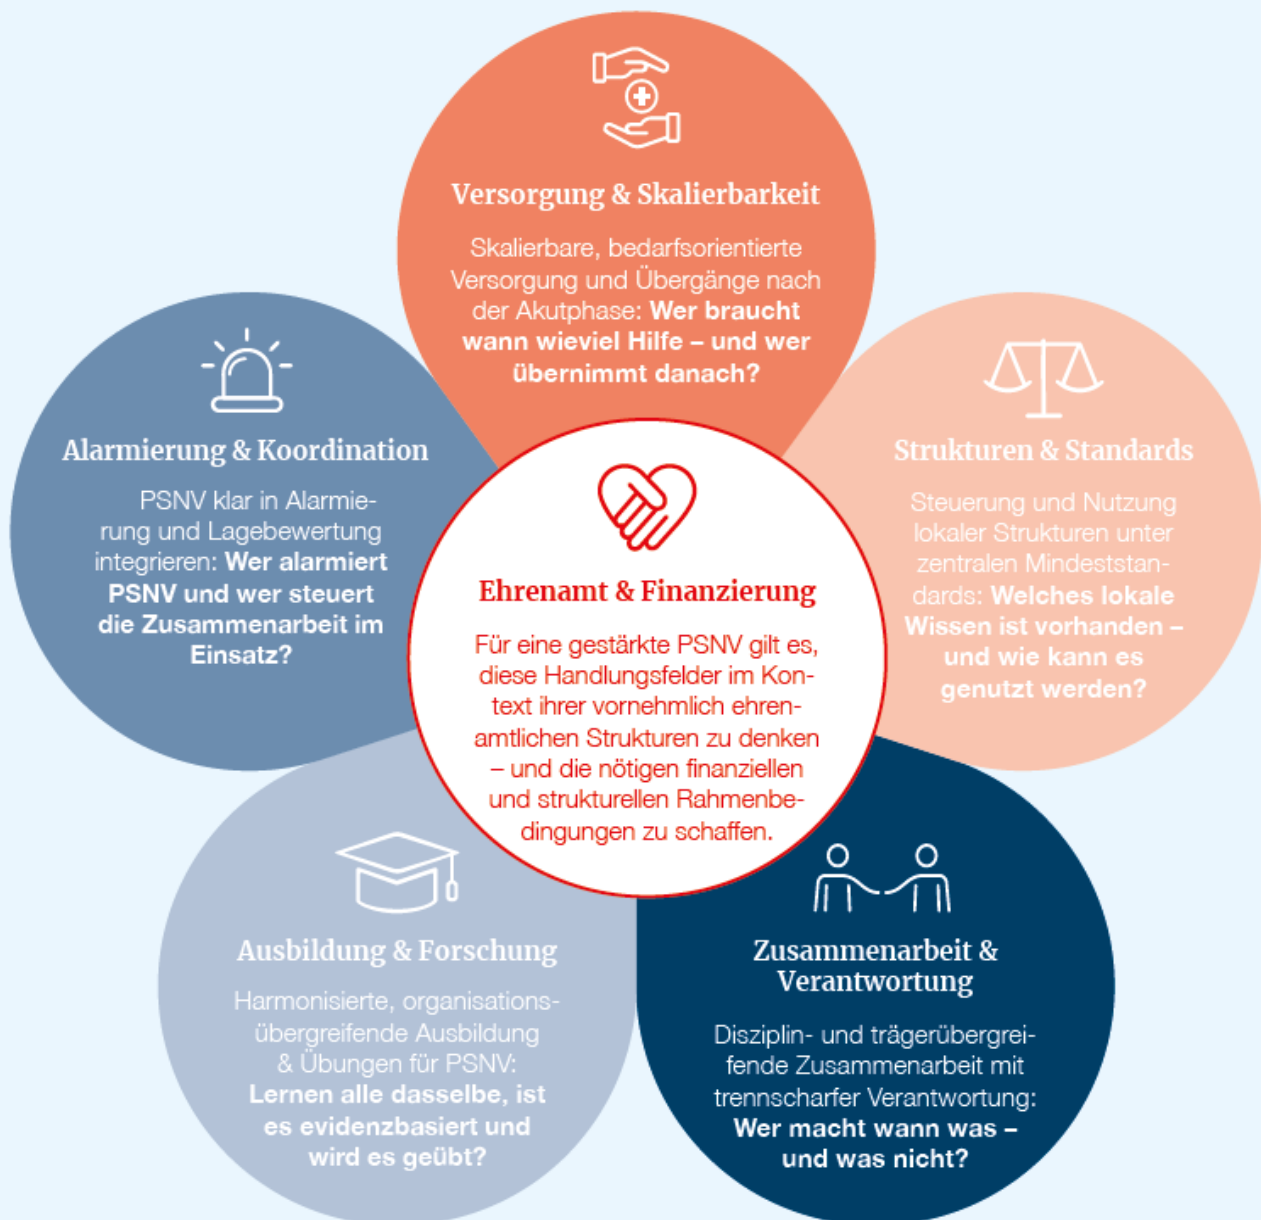 Versorgung & Skalierbarkeit
Skalierbare, bedarfsorientierte
Versorgung und Übergänge nach
der Akutphase: Wer braucht
wann wieviel Hilfe – und wer
übernimmt danach?
Alarmierung & Koordination
PSNV klar in Alarmie-
rung und Lagebewertung
integrieren: Wer alarmiert
PSNV und wer steuert
die Zusammenarbeit im
Einsatz?
Strukturen & Standards
Steuerung und Nutzung
lokaler Strukturen unter
zentralen Mindeststan-
dards: Welches lokale
Wissen ist vorhanden –
und wie kann es
genutzt werden?
Ehrenamt & Finanzierung
Für eine gestärkte PSNV gilt es,
diese Handlungsfelder im Kon-
text ihrer vornehmlich ehren-
amtlichen Strukturen zu denken
– und die nötigen finanziellen
und strukturellen Rahmenbe-
dingungen zu schaffen.
Ausbildung & Forschung
Harmonisierte, organisations-
übergreifende Ausbildung
& Übungen für PSNV:
Lernen alle dasselbe, ist
es evidenzbasiert und
wird es geübt?
Zusammenarbeit &
Verantwortung
Disziplin- und trägerübergrei-
fende Zusammenarbeit mit
trennscharfer Verantwortung:
Wer macht wann was –
und was nicht?